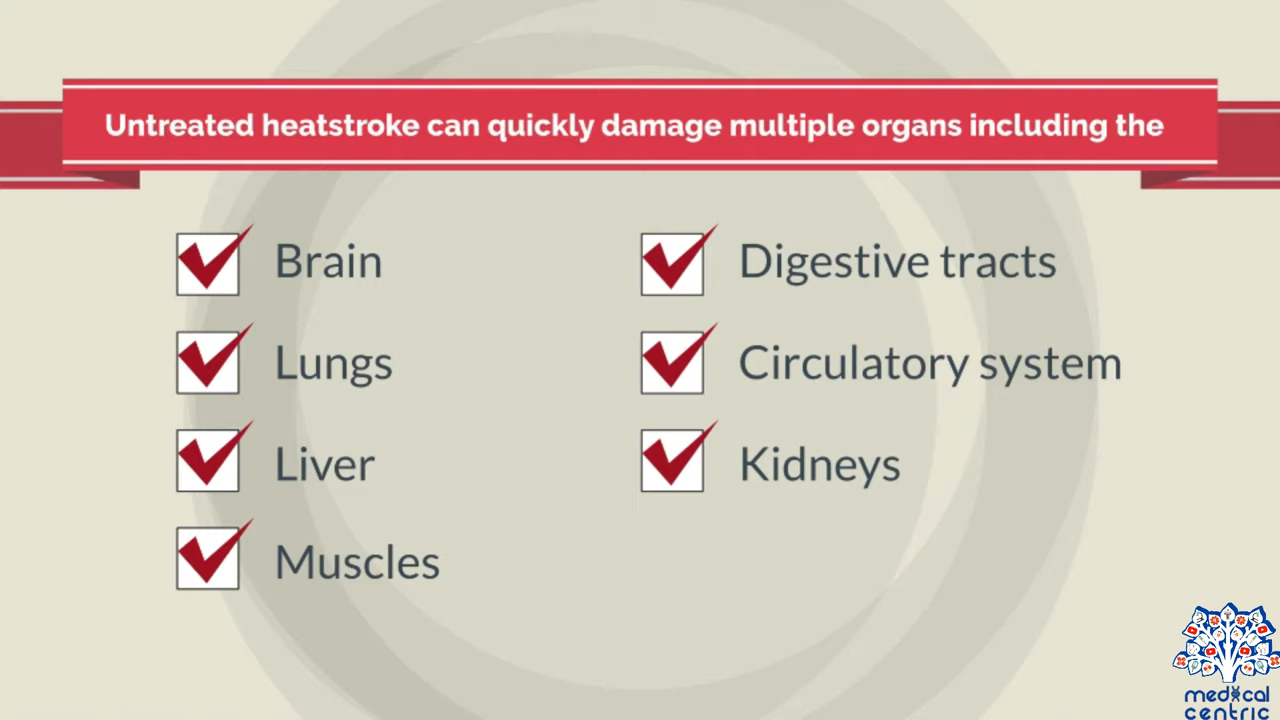 Untreated heatstroke can quickly damage multiple organs including the
Brain
Lungs
Liver
Muscles
Digestive tracts
Circulatory system
Kidneys
medical
centric